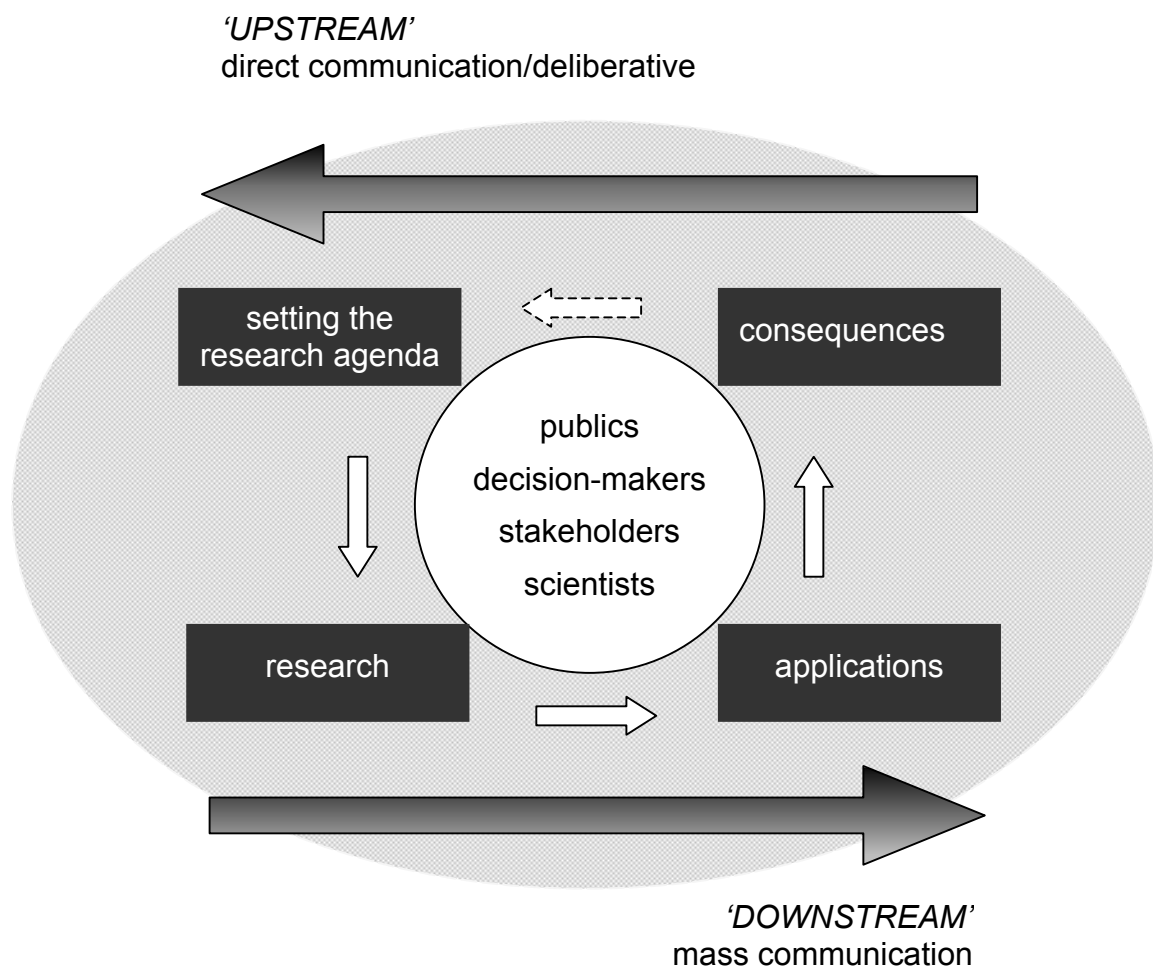 ‘UPSTREAM’
direct communication/deliberative
setting the
research agenda
consequences
publics
decision-makers
stakeholders
scientists
research
applications
‘DOWNSTREAM’
mass communication